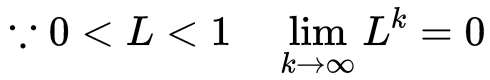 ∵ 0 < L < 1 lim_{k→∞} L^k = 0